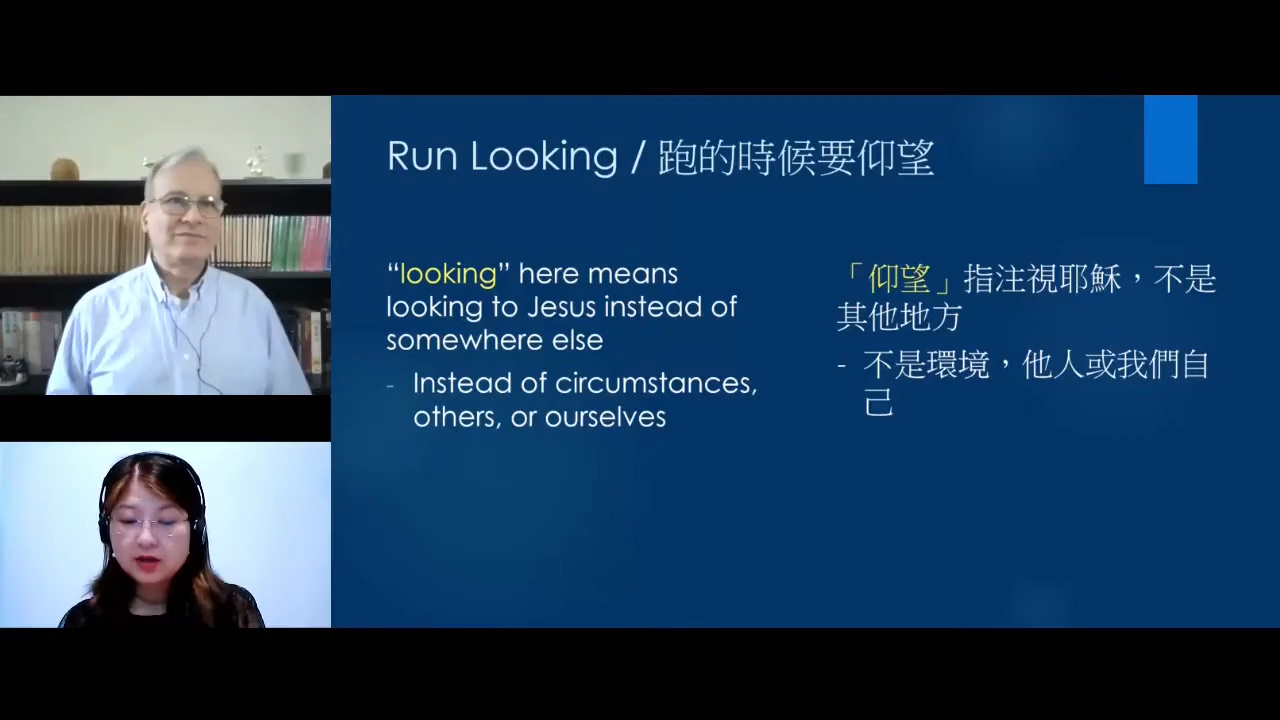 Run Looking / 跑的時候要仰望
“looking” here means
looking to Jesus instead of
somewhere else
- Instead of circumstances,
others, or ourselves
「仰望」指注視耶穌，不是
其他地方
- 不是環境，他人或我們自
己